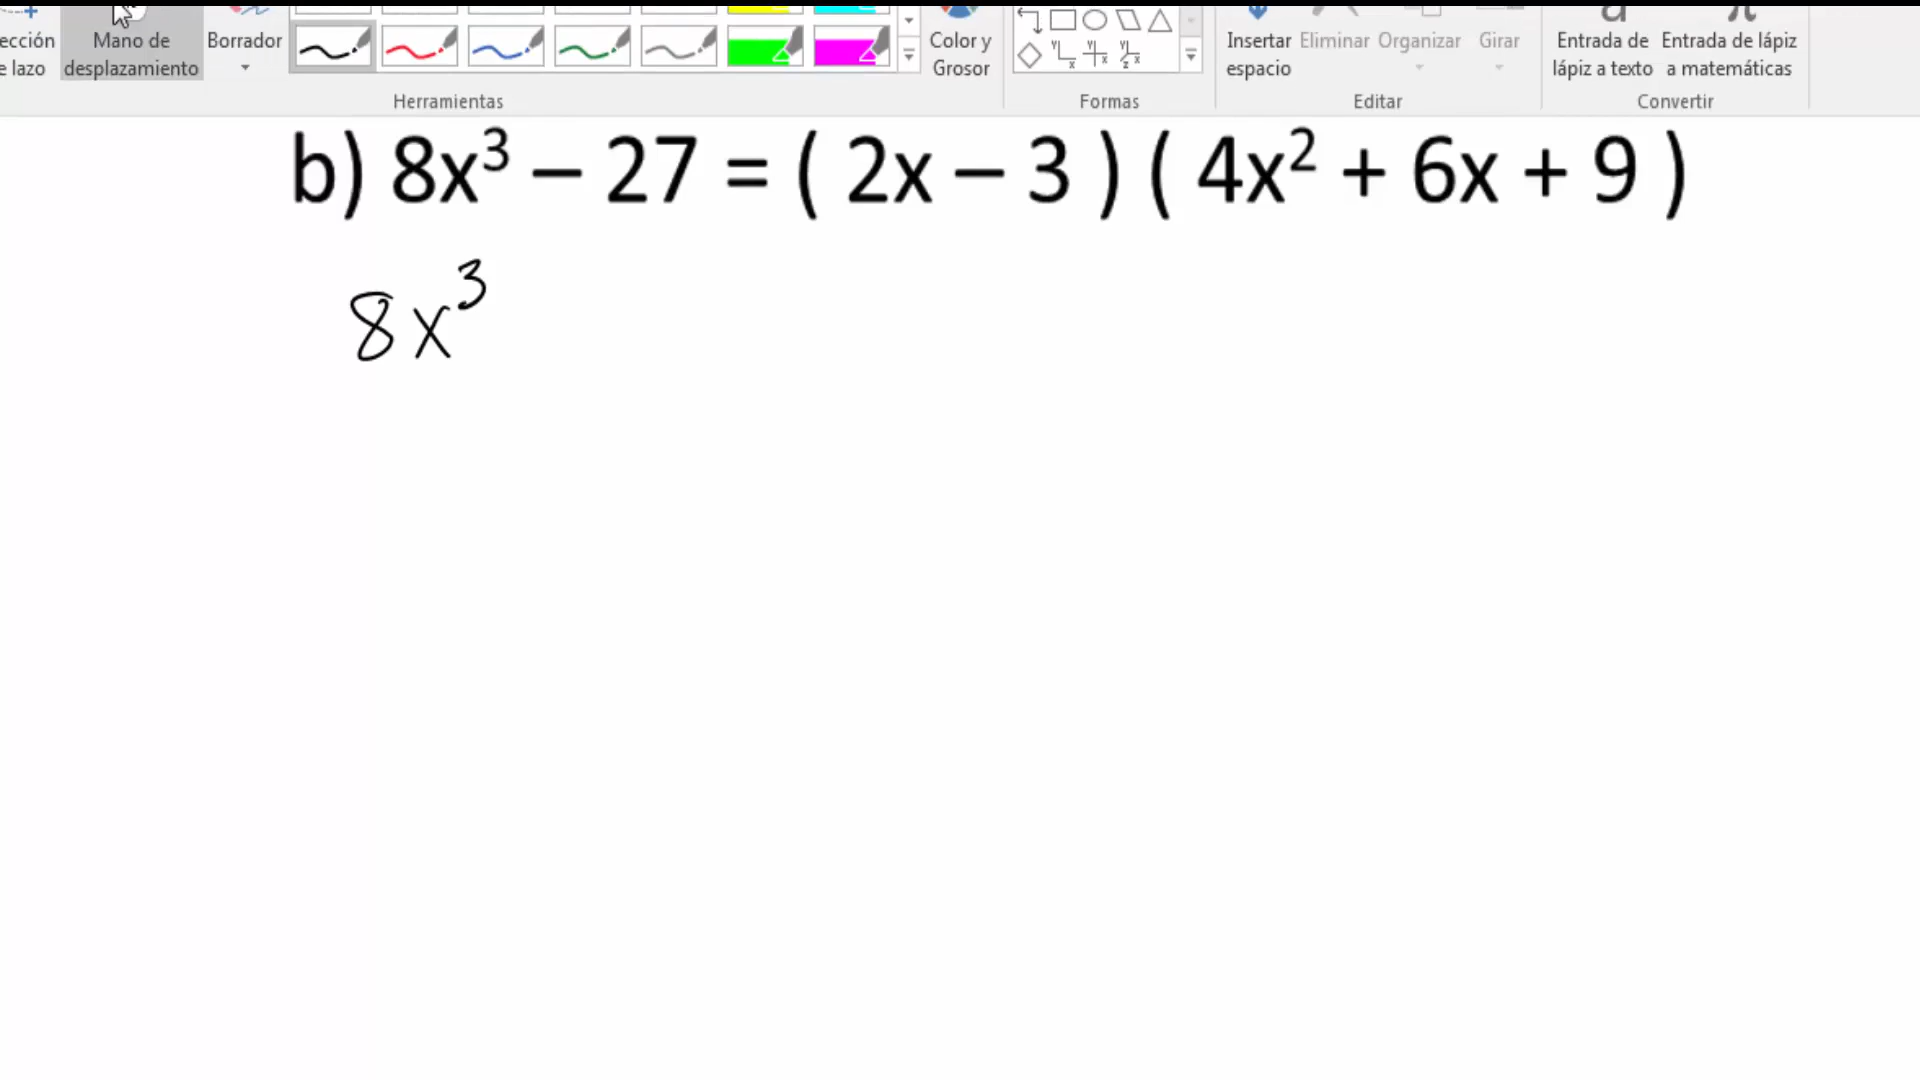 ección Mano de Borrador Color y Insertar Eliminar Organizar Girar Entrada de Entrada de lápiz
e lazo desplazamiento Grosor espacio lápiz a texto a matemáticas
Herramientas Formas Editar Convertir
b) 8x³ – 27 = ( 2x – 3 ) ( 4x² + 6x + 9 )
8x³